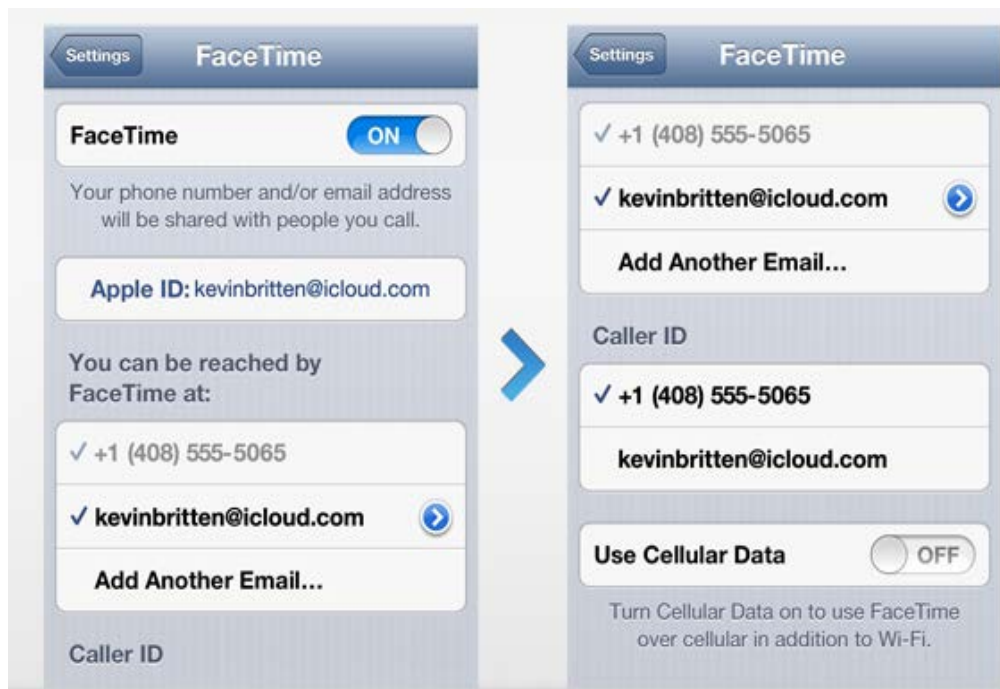 Settings
FaceTime
FaceTime
ON
Your phone number and/or email address
will be shared with people you call.
Apple ID: kevinbritten@icloud.com
You can be reached by
FaceTime at:
+1 (408) 555-5065
kevinbritten@icloud.com
Add Another Email...
Caller ID
Settings
FaceTime
+1 (408) 555-5065
kevinbritten@icloud.com
Add Another Email...
Caller ID
+1 (408) 555-5065
kevinbritten@icloud.com
Use Cellular Data
OFF
Turn Cellular Data on to use FaceTime
over cellular in addition to Wi-Fi.